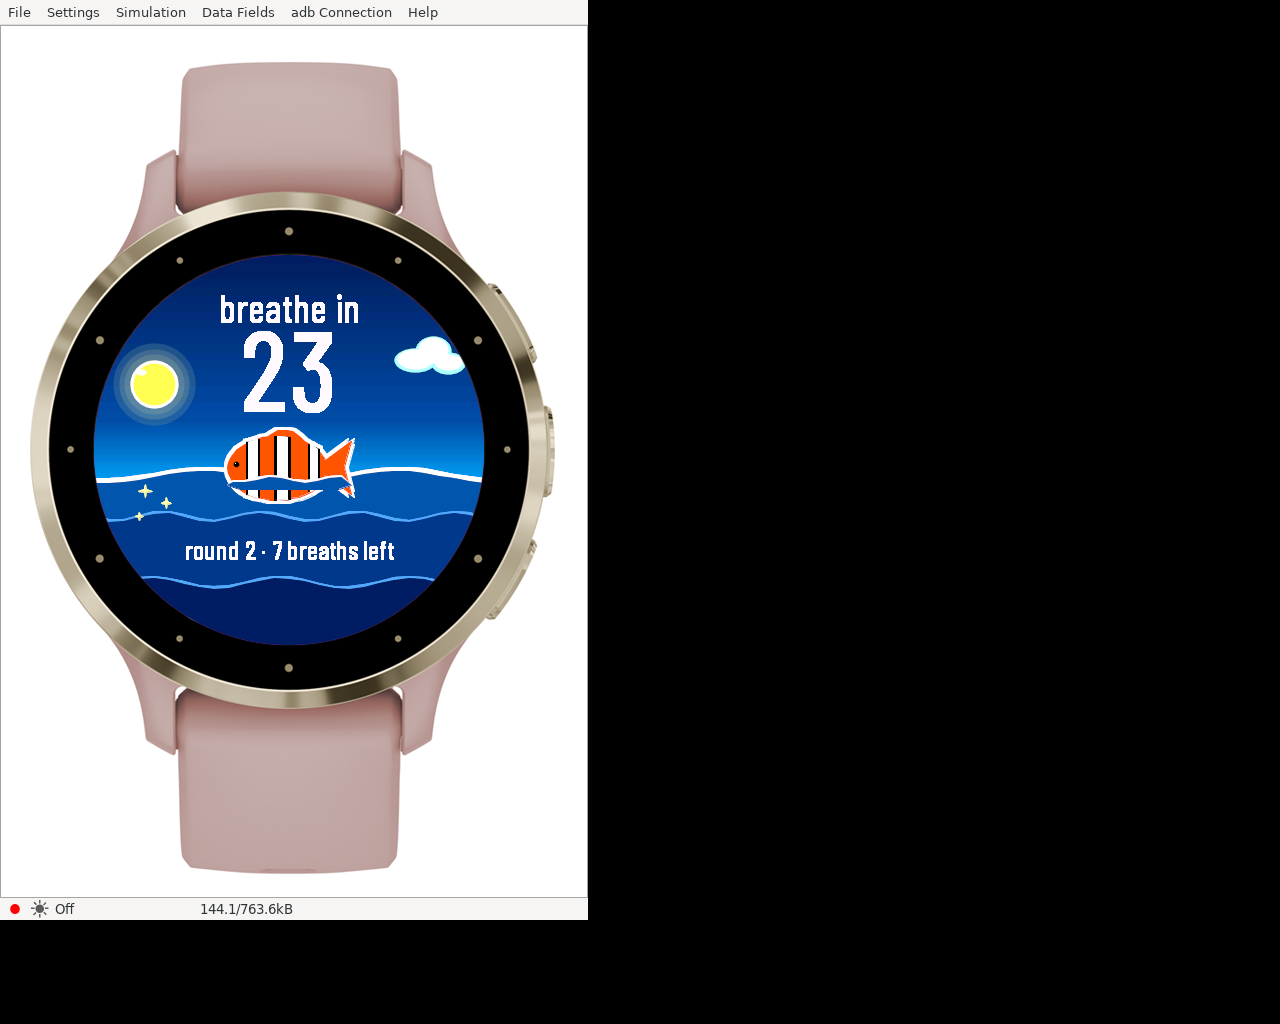 File Settings Simulation Data Fields adb Connection Help
breathe in
23
round 2 · 7 breaths left
Off 144.1/763.6kB